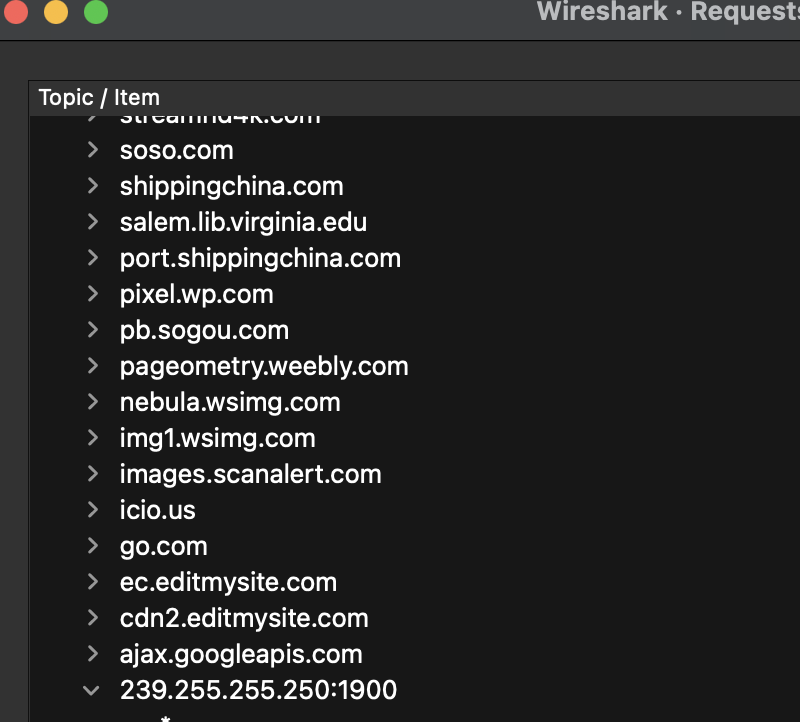 Wireshark · Requests
Topic / Item
streamhd4k.com
soso.com
shippingchina.com
salem.lib.virginia.edu
port.shippingchina.com
pixel.wp.com
pb.sogou.com
pageometry.weebly.com
nebula.wsimg.com
img1.wsimg.com
images.scanalert.com
icio.us
go.com
ec.editmysite.com
cdn2.editmysite.com
ajax.googleapis.com
239.255.255.250:1900
*